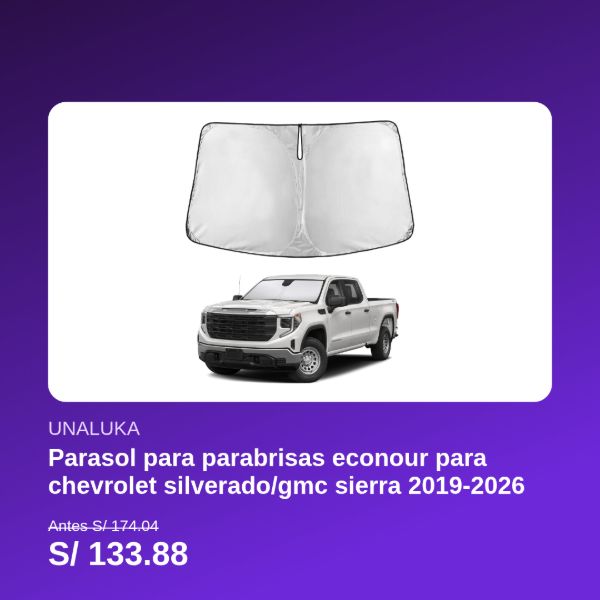 UNALUKA
Parasol para parabrisas econour para
chevrolet silverado/gmc sierra 2019-2026
Antes S/ 174.04
S/ 133.88